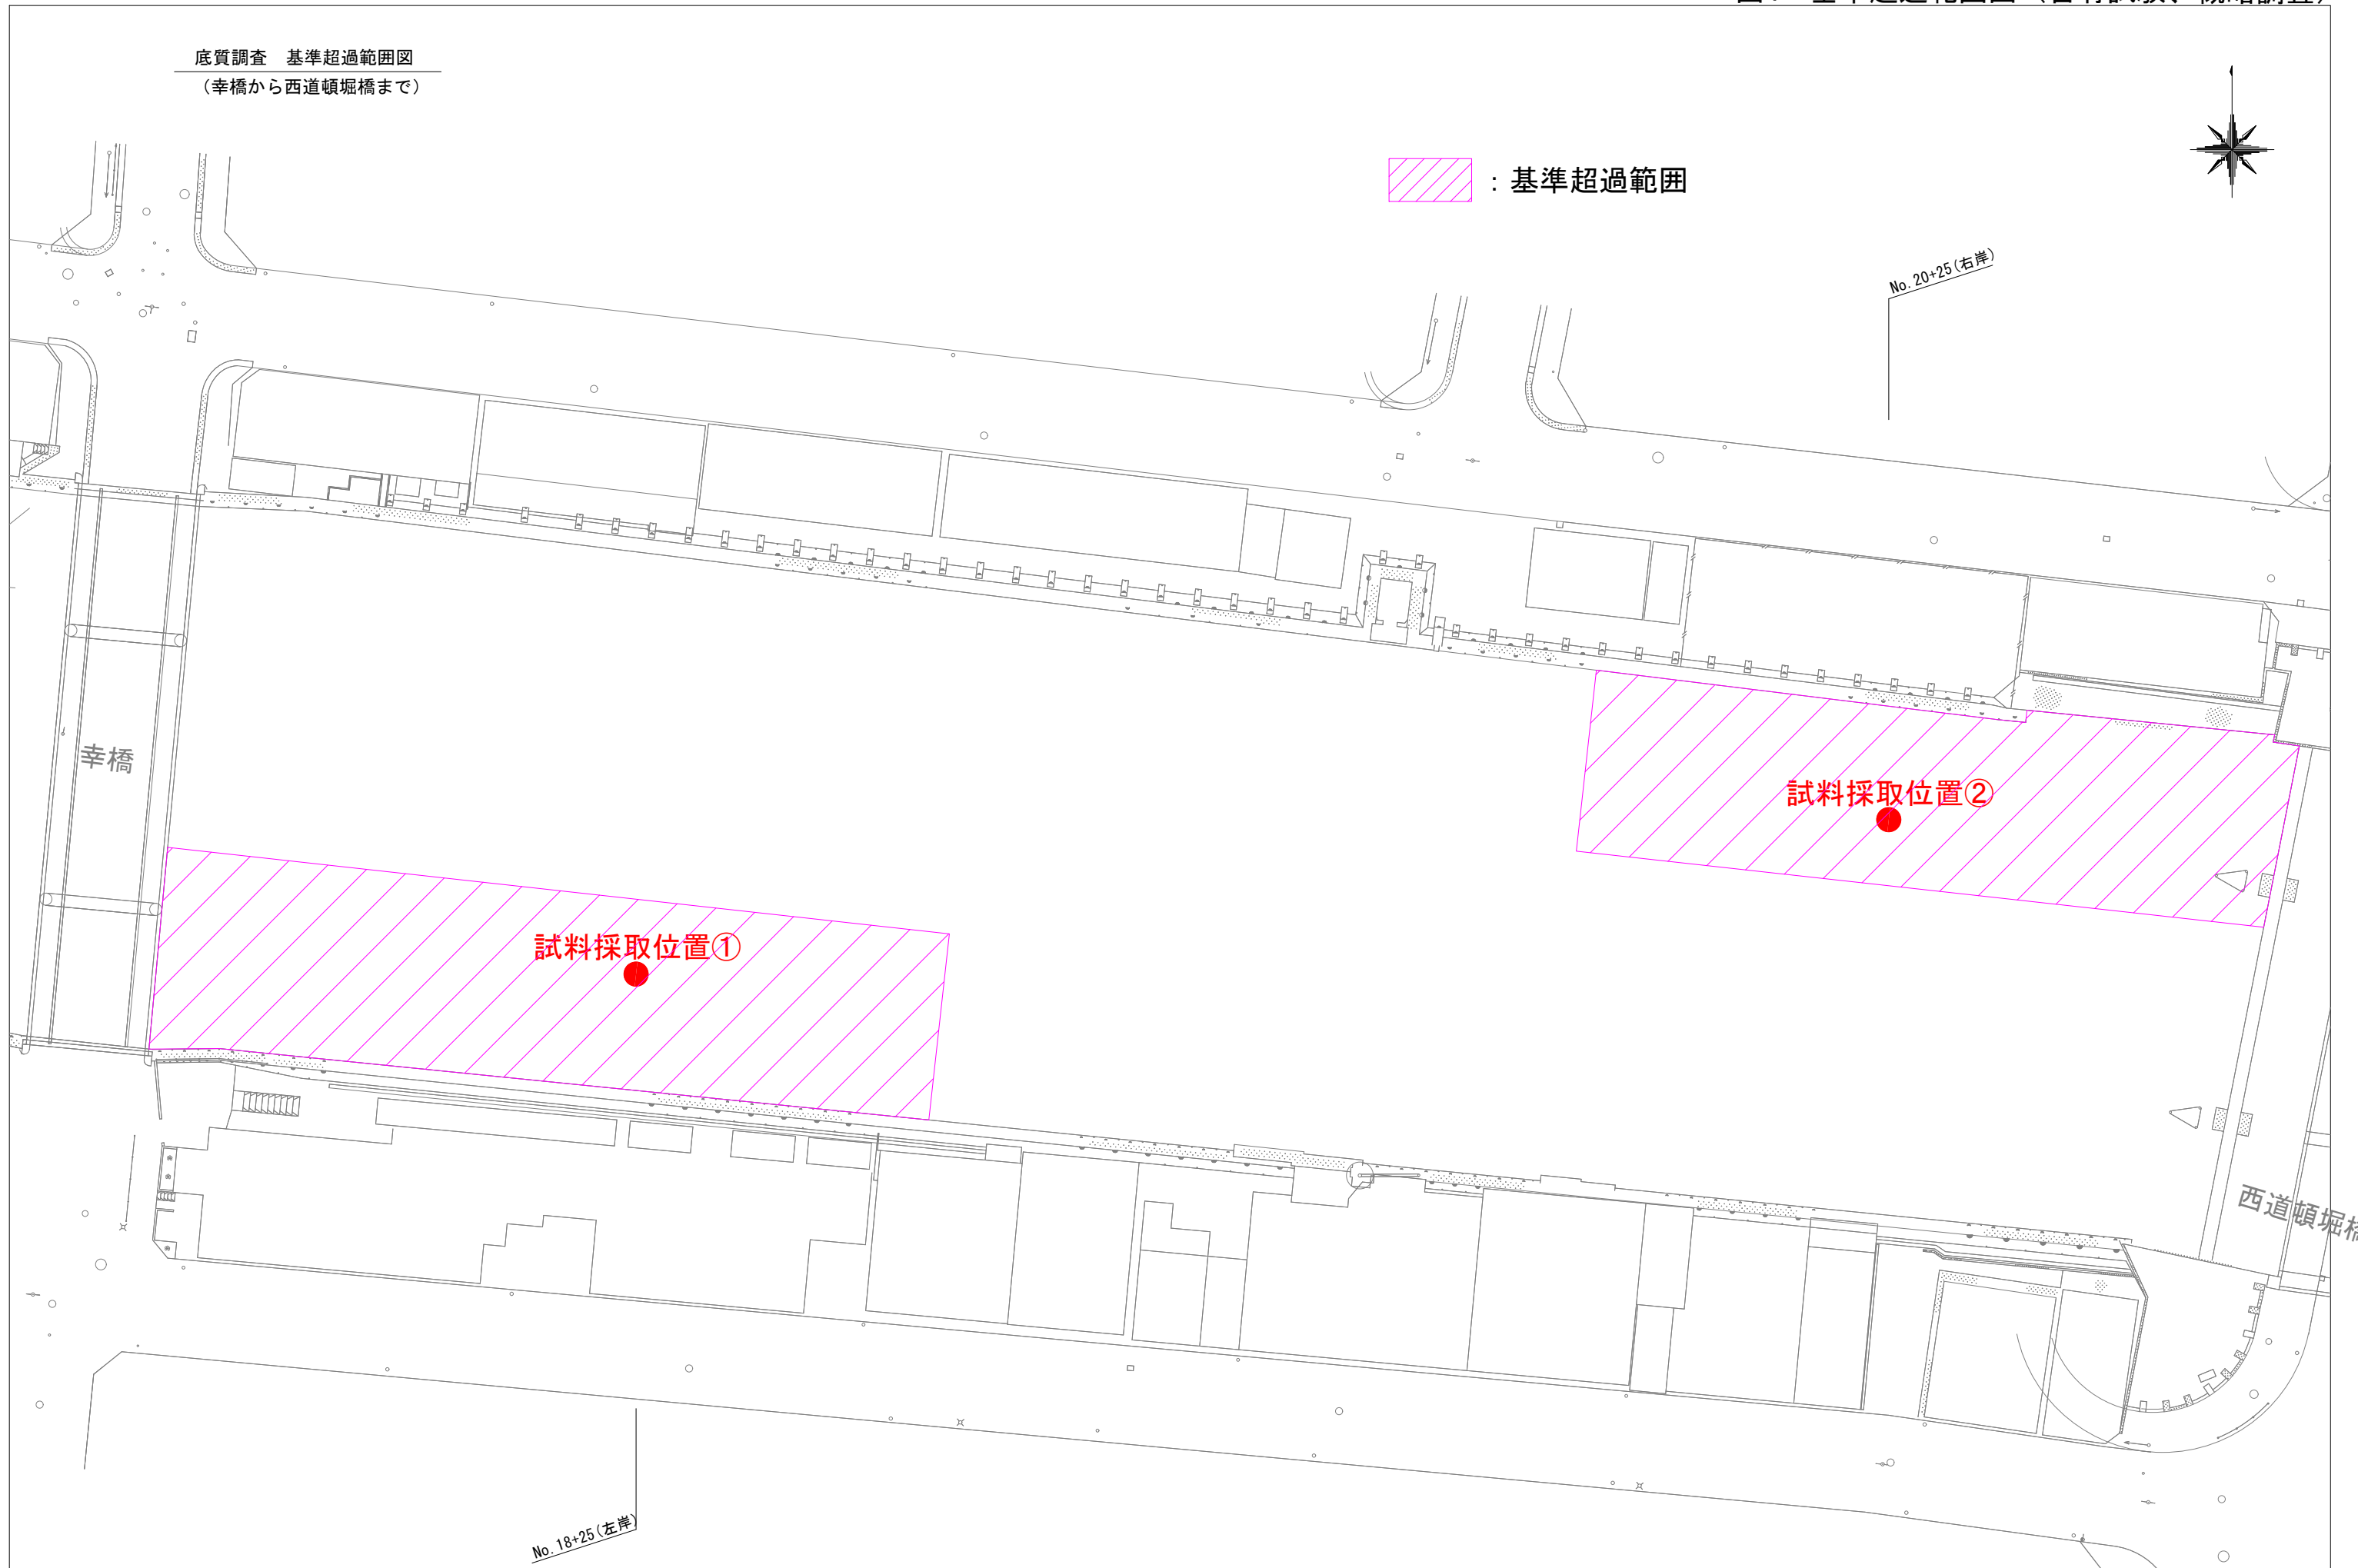 底質調査　基準超過範囲図
（幸橋から西道頓堀橋まで）
：基準超過範囲
No.20+25(右岸)
幸橋
試料採取位置②
試料採取位置①
西道頓堀橋
No.18+25(左岸)